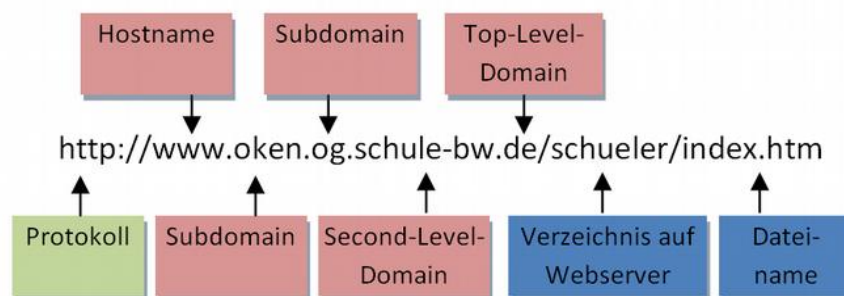 Hostname
Subdomain
Top-Level-
Domain
http://www.oken.og.schule-bw.de/schueler/index.htm
Protokoll
Subdomain
Second-Level-
Domain
Verzeichnis auf
Webserver
Datei-
name